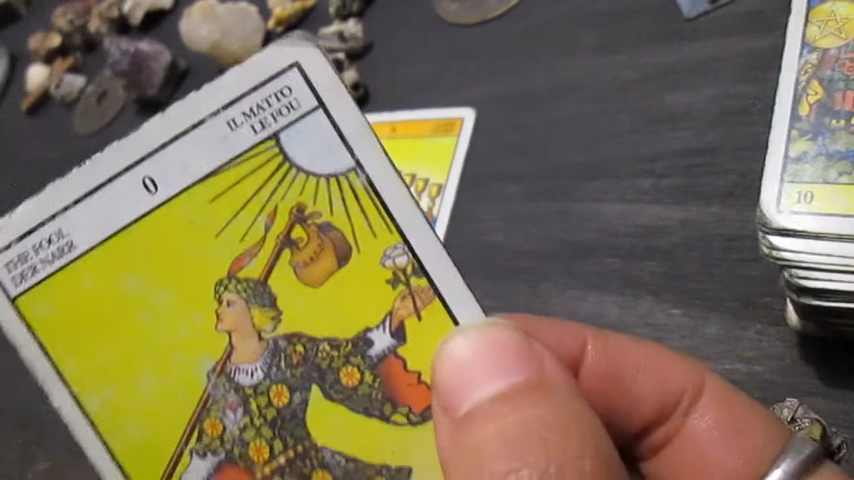 IL MATTO
LE FOU
0
THE FOOL
DER NARR
10